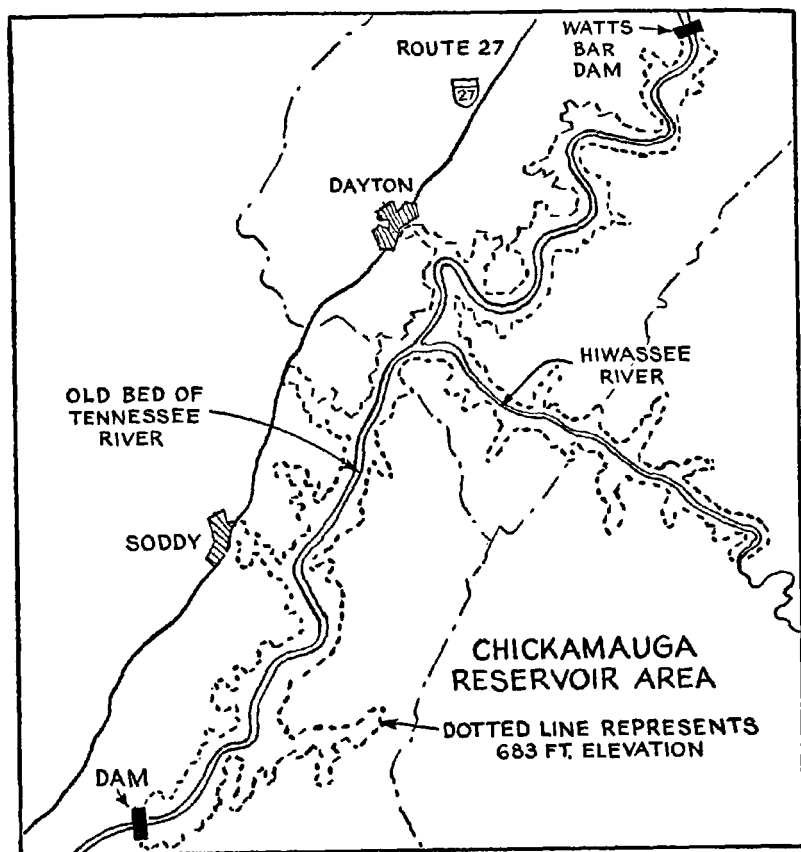 WATTS
BAR
DAM
ROUTE 27
27
DAYTON
HIWASSEE
RIVER
OLD BED OF
TENNESSEE
RIVER
SODDY
CHICKAMAUGA
RESERVOIR AREA
DOTTED LINE REPRESENTS
683 FT. ELEVATION
DAM